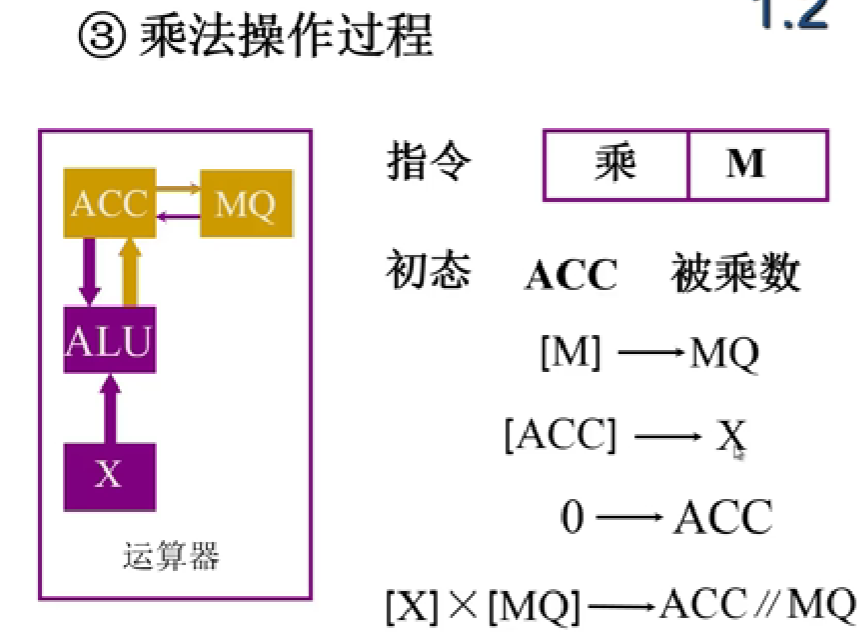 1.2
③ 乘法操作过程
ACC
MQ
ALU
X
运算器
指令 乘 M
初态 ACC 被乘数
[M] ⟶ MQ
[ACC] ⟶ X
0 ⟶ ACC
[X]×[MQ]⟶ACC//MQ